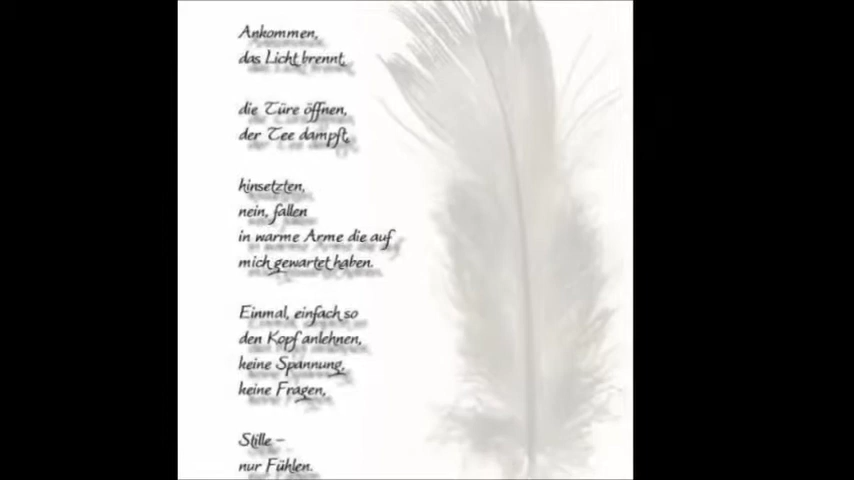 Ankommen,
das Licht brennt,
die Türe öffnen,
der Tee dampft,
hinsetzten,
nein, fallen
in warme Arme die auf
mich gewartet haben.
Einmal, einfach so
den Kopf anlehnen,
keine Spannung,
keine Fragen,
Stille –
nur Fühlen.